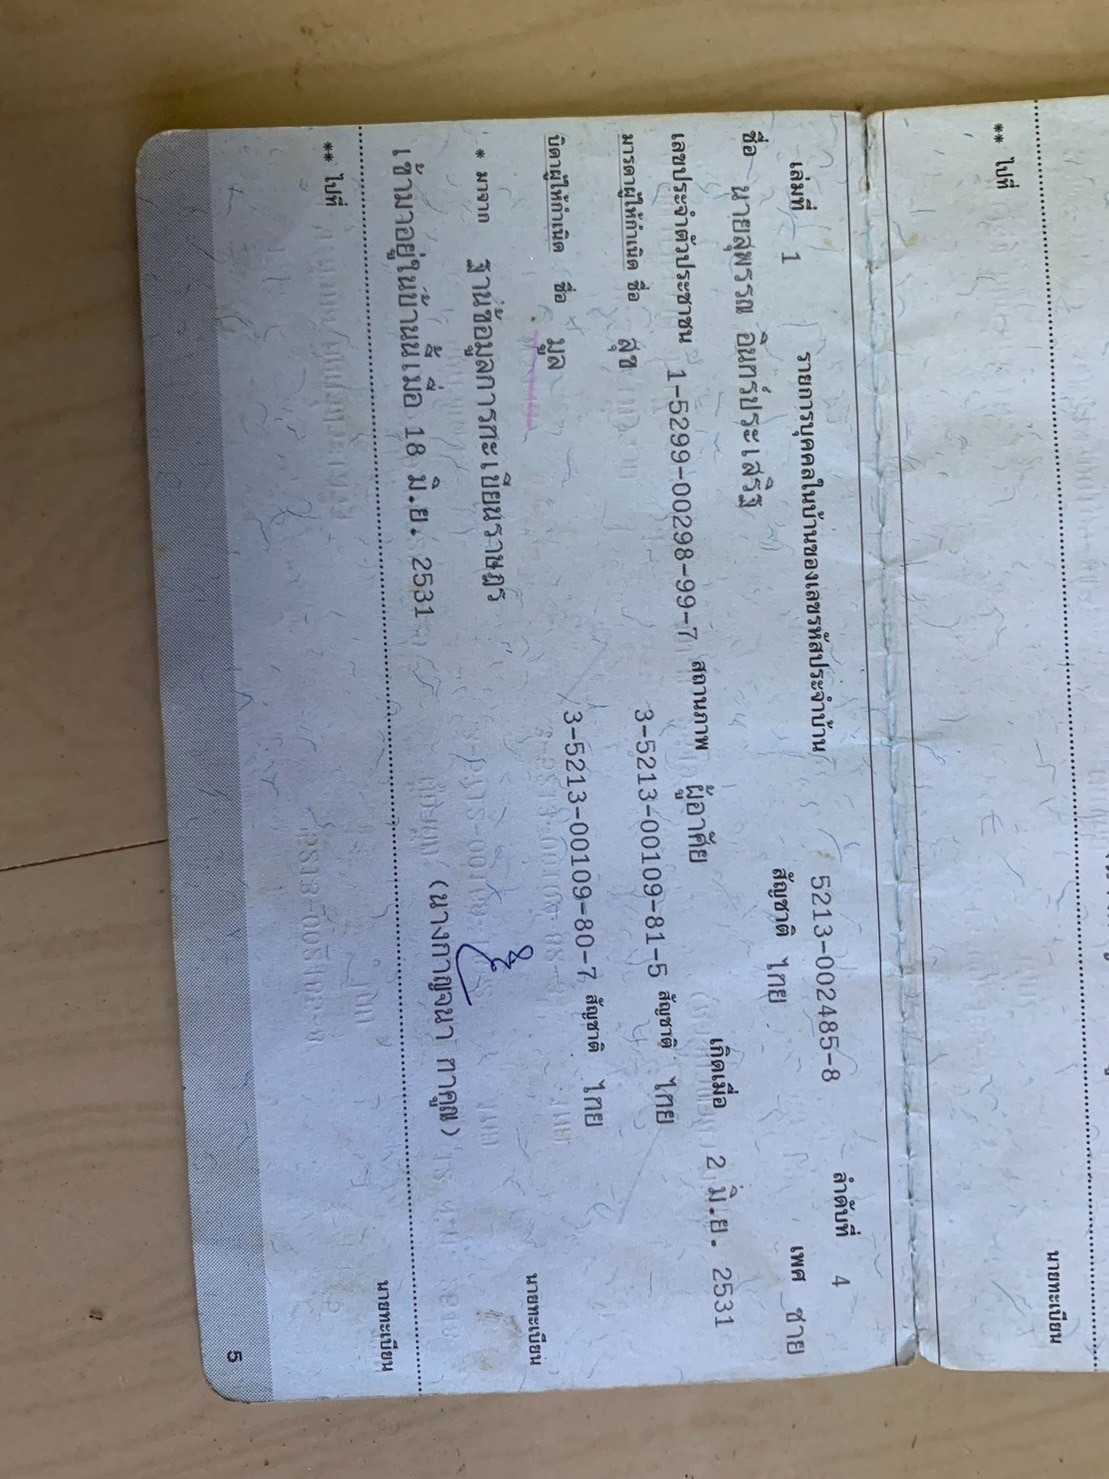 ** ไปที่
นายทะเบียน
เล่มที่ 1 รายการบุคคลในบ้านของเลขรหัสประจำบ้าน 5213-002485-8 ลำดับที่ 4
ชื่อ นายสุพรรณ อินทร์ประเสริฐ สัญชาติ ไทย เพศ ชาย
เลขประจำตัวประชาชน 1-5299-00298-99-7 สถานภาพ ผู้อาศัย เกิดเมื่อ 2 มิ.ย. 2531
มารดาผู้ให้กำเนิด ชื่อ สุข 3-5213-00109-81-5 สัญชาติ ไทย
บิดาผู้ให้กำเนิด ชื่อ มูล 3-5213-00109-80-7 สัญชาติ ไทย
* มาจาก ฐานข้อมูลการทะเบียนราษฎร
นายทะเบียน
เข้ามาอยู่ในบ้านนี้เมื่อ 18 มิ.ย. 2531 (นางกาญจนา ทาคูณ)
** ไปที่
นายทะเบียน
5